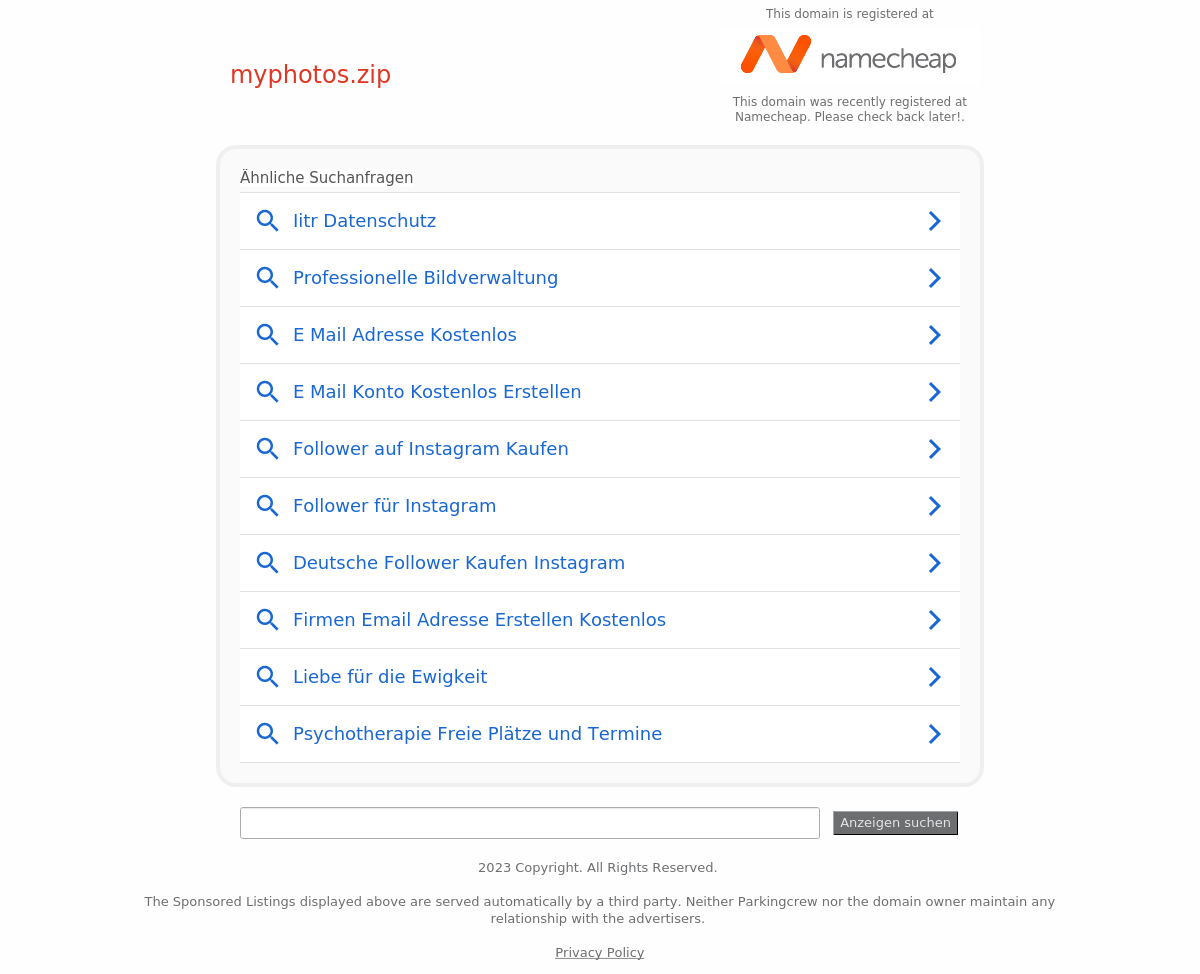 This domain is registered at
namecheap
myphotos.zip
This domain was recently registered at
Namecheap. Please check back later!.
Ähnliche Suchanfragen
Iitr Datenschutz
Professionelle Bildverwaltung
E Mail Adresse Kostenlos
E Mail Konto Kostenlos Erstellen
Follower auf Instagram Kaufen
Follower für Instagram
Deutsche Follower Kaufen Instagram
Firmen Email Adresse Erstellen Kostenlos
Liebe für die Ewigkeit
Psychotherapie Freie Plätze und Termine
Anzeigen suchen
2023 Copyright. All Rights Reserved.
The Sponsored Listings displayed above are served automatically by a third party. Neither Parkingcrew nor the domain owner maintain any
relationship with the advertisers.
Privacy Policy